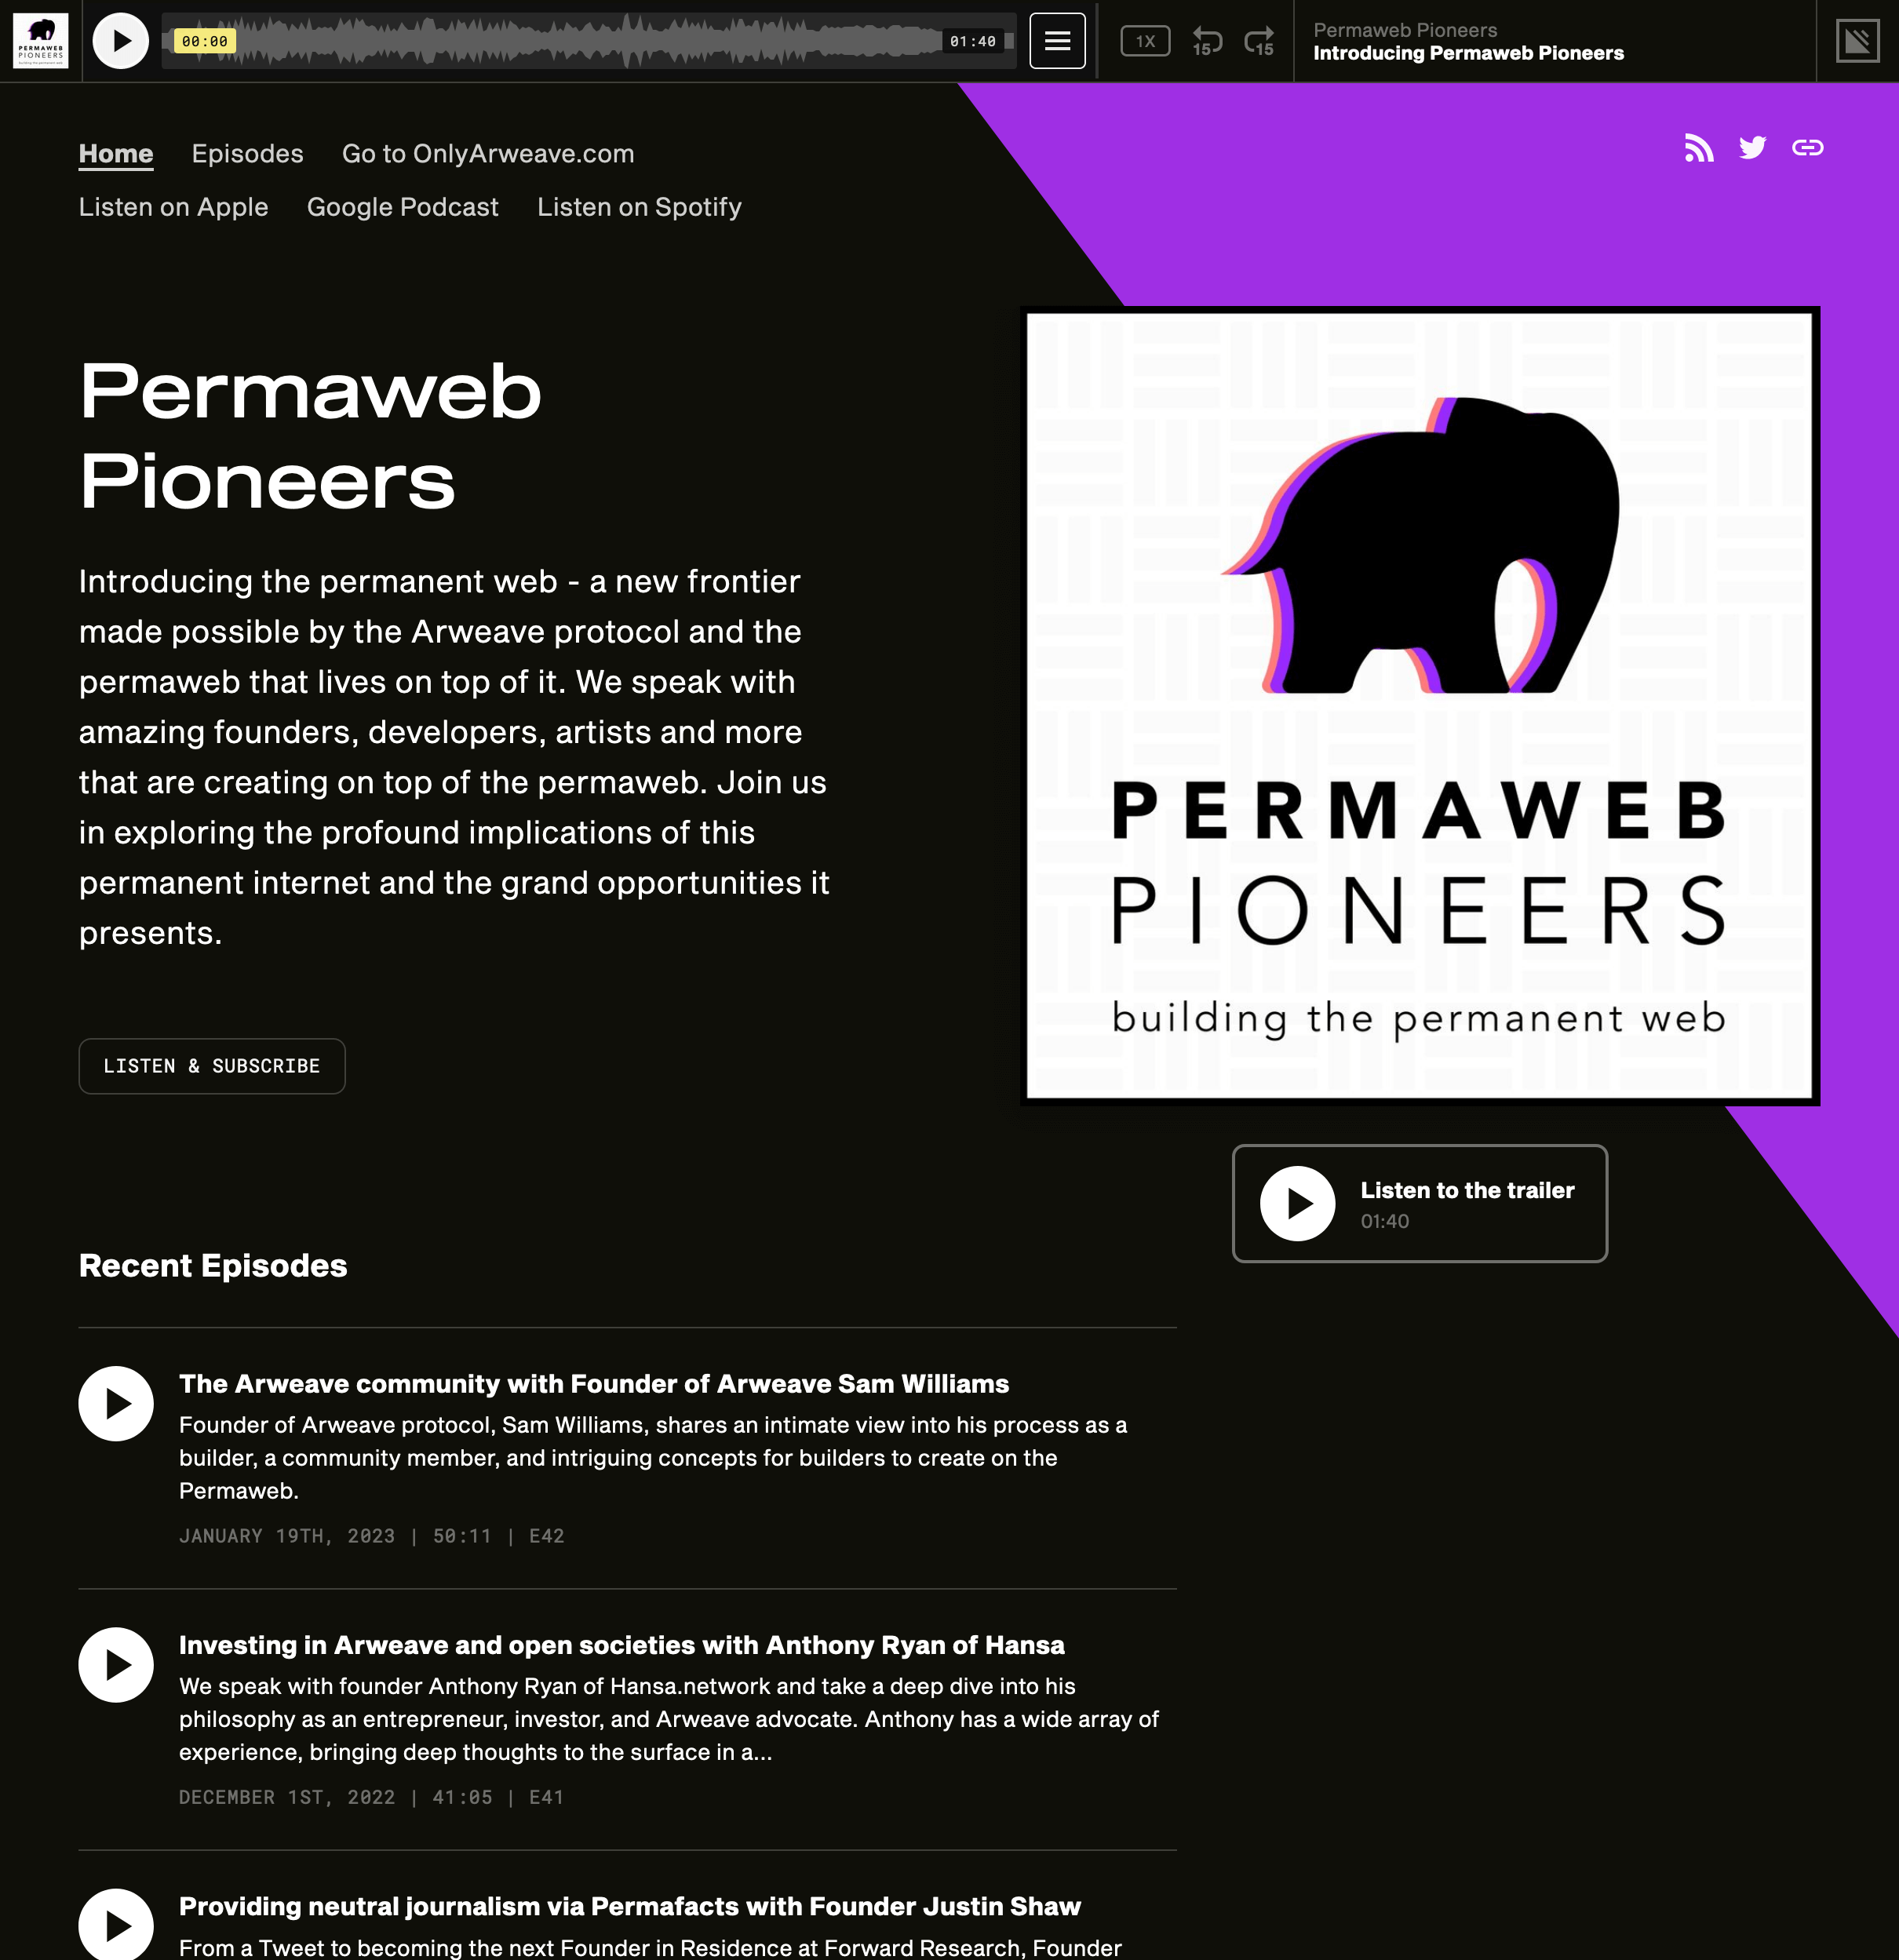 PERMAWEB
PIONEERS
00:00
01:40
1X
15
15
Permaweb Pioneers
Introducing Permaweb Pioneers
Home
Episodes
Go to OnlyArweave.com
Listen on Apple
Google Podcast
Listen on Spotify
Permaweb
Pioneers
Introducing the permanent web - a new frontier
made possible by the Arweave protocol and the
permaweb that lives on top of it. We speak with
amazing founders, developers, artists and more
that are creating on top of the permaweb. Join us
in exploring the profound implications of this
permanent internet and the grand opportunities it
presents.
LISTEN & SUBSCRIBE
PERMAWEB
PIONEERS
building the permanent web
Listen to the trailer
01:40
Recent Episodes
The Arweave community with Founder of Arweave Sam Williams
Founder of Arweave protocol, Sam Williams, shares an intimate view into his process as a
builder, a community member, and intriguing concepts for builders to create on the
Permaweb.
JANUARY 19TH, 2023 | 50:11 | E42
Investing in Arweave and open societies with Anthony Ryan of Hansa
We speak with founder Anthony Ryan of Hansa.network and take a deep dive into his
philosophy as an entrepreneur, investor, and Arweave advocate. Anthony has a wide array of
experience, bringing deep thoughts to the surface in a...
DECEMBER 1ST, 2022 | 41:05 | E41
Providing neutral journalism via Permafacts with Founder Justin Shaw
From a Tweet to becoming the next Founder in Residence at Forward Research, Founder